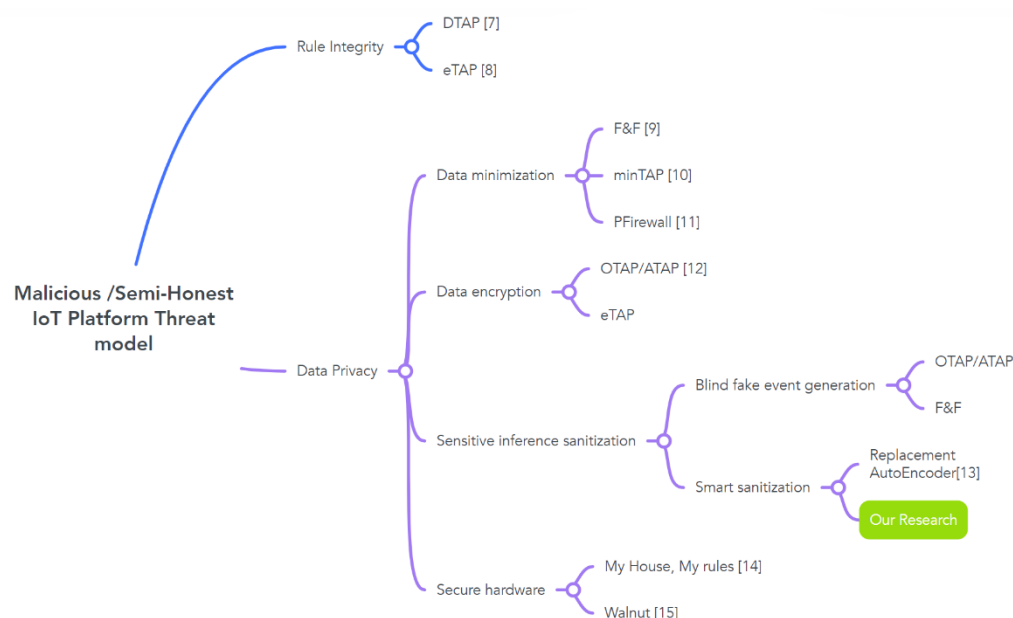 DTAP [7]
Rule Integrity
eTAP [8]
F&F [9]
Data minimization
minTAP [10]
PFirewall [11]
OTAP/ATAP [12]
Data encryption
eTAP
Malicious /Semi-Honest
IoT Platform Threat
model
Data Privacy
OTAP/ATAP
Blind fake event generation
F&F
Sensitive inference sanitization
Replacement
AutoEncoder[13]
Smart sanitization
Our Research
My House, My rules [14]
Secure hardware
Walnut [15]